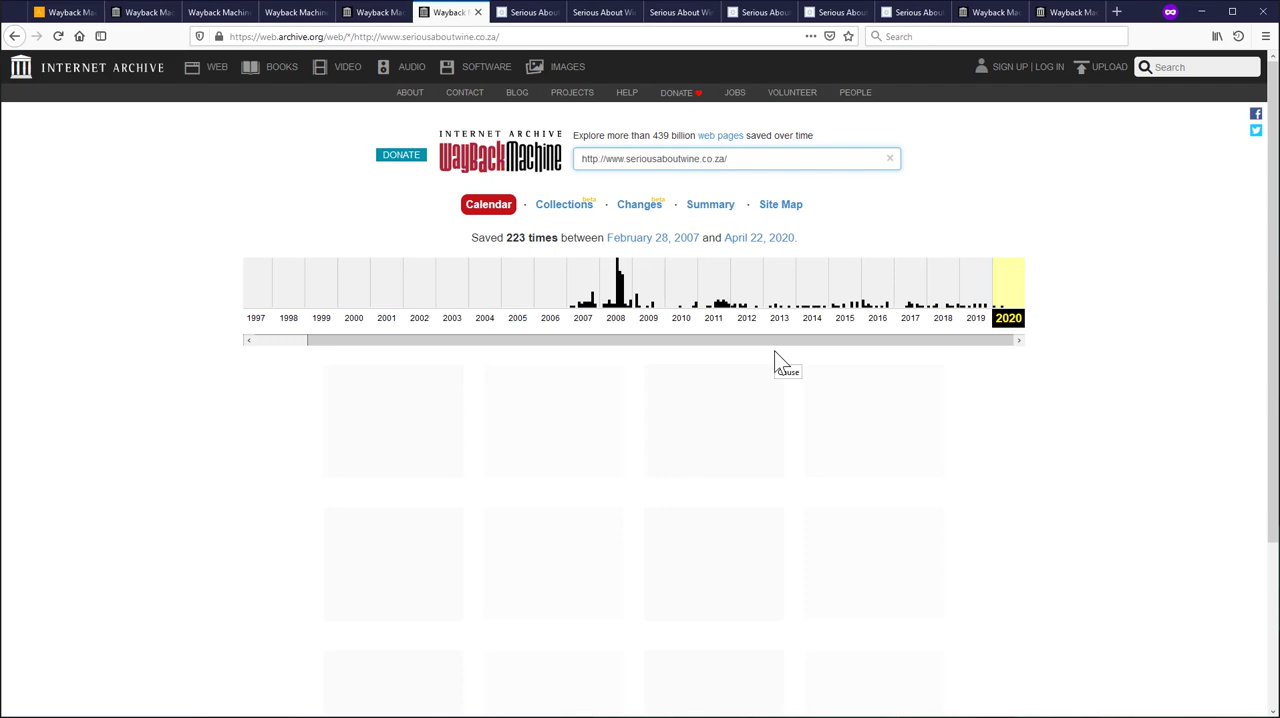 Wayback Ma
Wayback Ma
Wayback Machin
Wayback Machin
Wayback Mac
Wayback
Serious Abou
Serious About Wi
Serious About Wi
Serious Abou
Serious Abou
Serious Abou
Wayback Ma
Wayback Ma
https://web.archive.org/web/*/http://www.seriousaboutwine.co.za/
Search
INTERNET ARCHIVE
WEB
BOOKS
VIDEO
AUDIO
SOFTWARE
IMAGES
SIGN UP | LOG IN
UPLOAD
Search
ABOUT
CONTACT
BLOG
PROJECTS
HELP
DONATE
JOBS
VOLUNTEER
PEOPLE
DONATE
INTERNET ARCHIVE
WayBackMachine
Explore more than 439 billion web pages saved over time
http://www.seriousaboutwine.co.za/
Calendar · Collections beta · Changes beta · Summary · Site Map
Saved 223 times between February 28, 2007 and April 22, 2020.
1997 1998 1999 2000 2001 2002 2003 2004 2005 2006 2007 2008 2009 2010 2011 2012 2013 2014 2015 2016 2017 2018 2019 2020